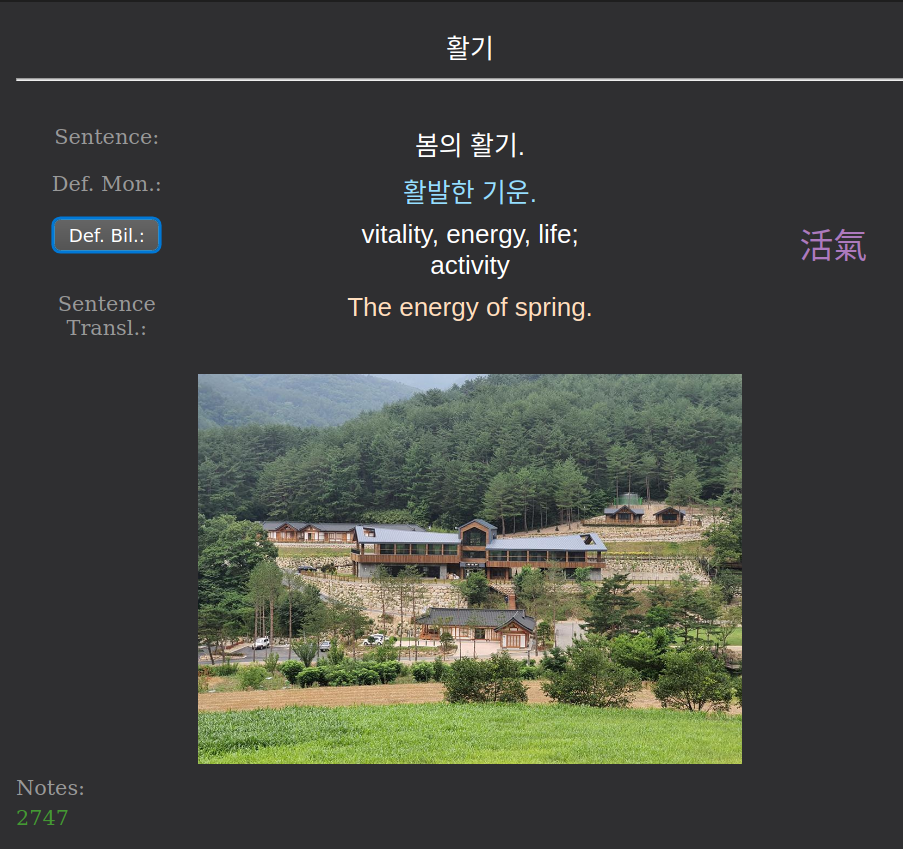 활기
Sentence:
봄의 활기.
Def. Mon.:
활발한 기운.
Def. Bil.:
vitality, energy, life;
activity
活氣
Sentence
Transl.:
The energy of spring.
Notes:
2747